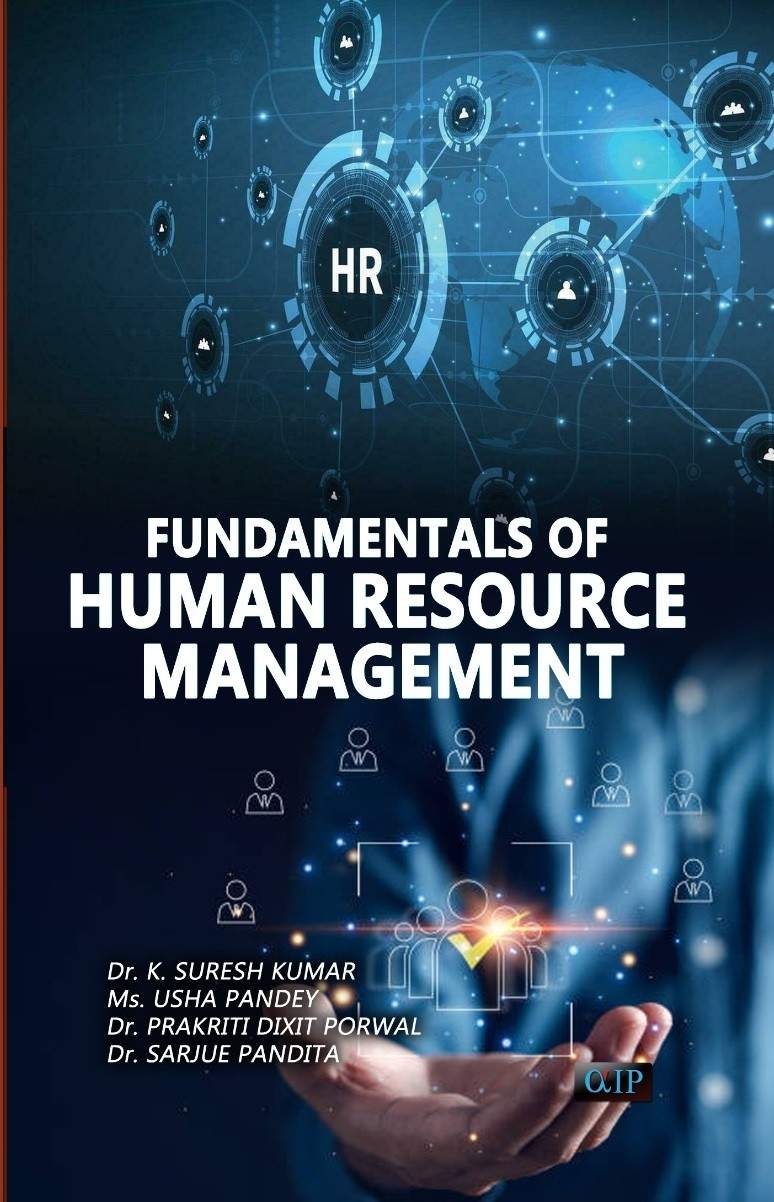 HR
FUNDAMENTALS OF
HUMAN RESOURCE
MANAGEMENT
Dr. K. SURESH KUMAR
Ms. USHA PANDEY
Dr. PRAKRITI DIXIT PORWAL
Dr. SARJUE PANDITA
αIP